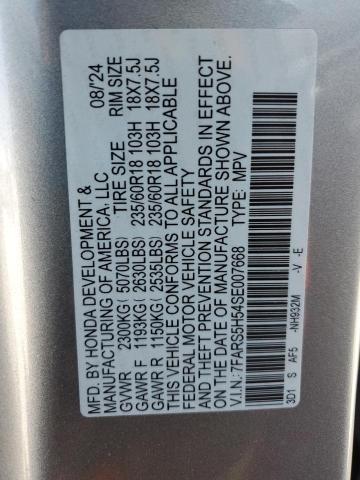 MFD. BY HONDA DEVELOPMENT & 08/'24
MANUFACTURING OF AMERICA, LLC
TIRE SIZE RIM SIZE
GVWR 2300KG( 5070LBS)
GAWR F 1193KG( 2630LBS) 235/60R18 103H 18X7.5J
GAWR R 1150KG( 2535LBS) 235/60R18 103H 18X7.5J
THIS VEHICLE CONFORMS TO ALL APPLICABLE
FEDERAL MOTOR VEHICLE SAFETY
AND THEFT PREVENTION STANDARDS IN EFFECT
ON THE DATE OF MANUFACTURE SHOWN ABOVE.
V.I.N.:7FARS5H54SE007668 TYPE: MPV
3D1 S AF5 -NH932M -V -E